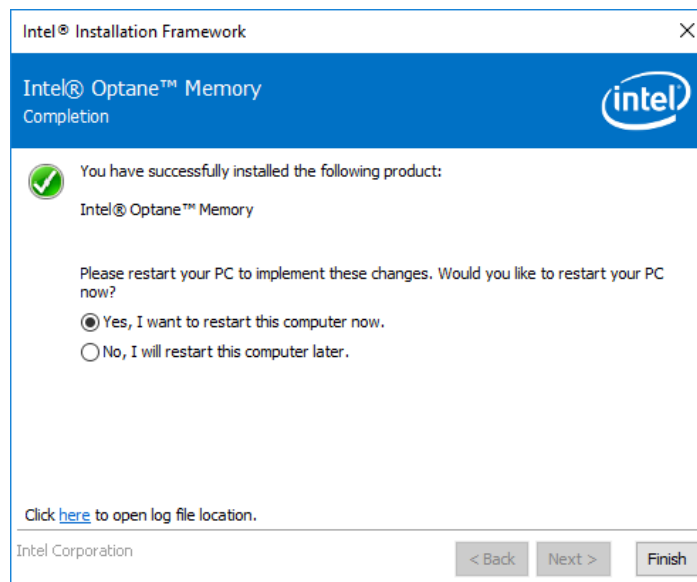 Intel® Installation Framework
Intel® Optane™ Memory
Completion
intel
You have successfully installed the following product:
Intel® Optane™ Memory
Please restart your PC to implement these changes. Would you like to restart your PC
now?
Yes, I want to restart this computer now.
No, I will restart this computer later.
Click here to open log file location.
Intel Corporation
< Back
Next >
Finish